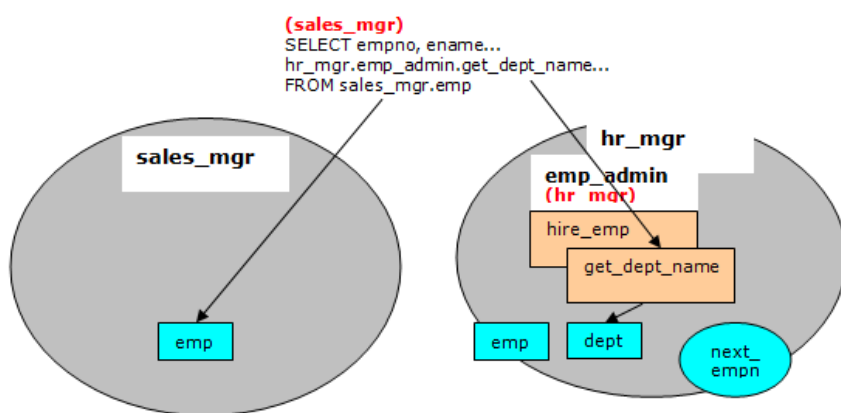 (sales_mgr)
SELECT empno, ename...
hr_mgr.emp_admin.get_dept_name...
FROM sales_mgr.emp
sales_mgr
hr_mgr
emp_admin
(hr_mgr)
hire_emp
get_dept_name
emp
emp
dept
next_
empn